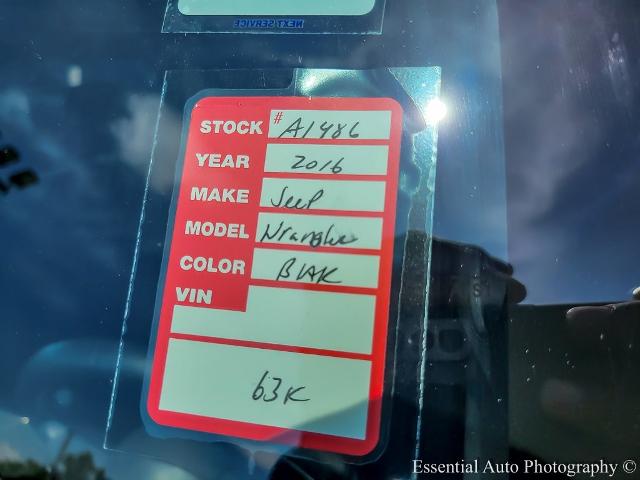 NEXT SERVICE
STOCK # A1486
YEAR 2016
MAKE Jeep
MODEL Wrangler
COLOR BlAK
VIN
63K
Essential Auto Photography ©